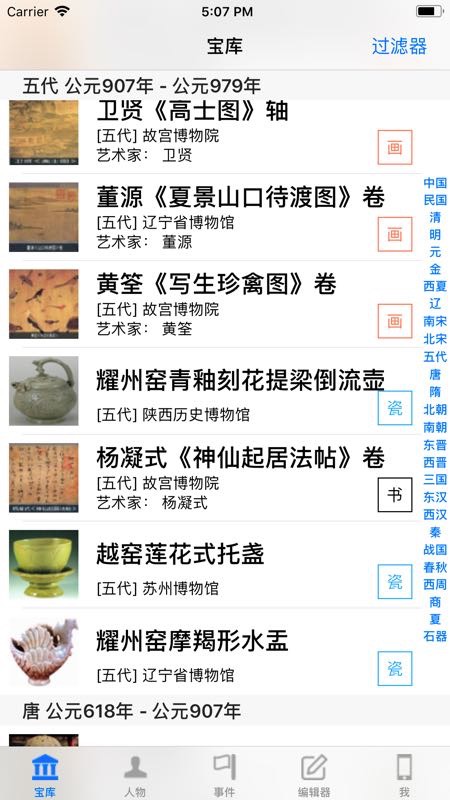 Carrier
5:07 PM
宝库
过滤器
五代 公元907年 - 公元979年
卫贤《高士图》轴
[五代] 故宫博物院
艺术家： 卫贤
画
董源《夏景山口待渡图》卷
[五代] 辽宁省博物馆
艺术家： 董源
画
黄筌《写生珍禽图》卷
[五代] 故宫博物院
艺术家： 黄筌
画
耀州窑青釉刻花提梁倒流壶
[五代] 陕西历史博物馆
瓷
杨凝式《神仙起居法帖》卷
[五代] 故宫博物院
艺术家： 杨凝式
书
越窑莲花式托盏
[五代] 苏州博物馆
瓷
耀州窑摩羯形水盂
[五代] 辽宁省博物馆
瓷
唐 公元618年 - 公元907年
中国
民国
清
明
元
金
西夏
辽
南宋
北宋
五代
唐
隋
北朝
南朝
东晋
西晋
三国
东汉
西汉
秦
战国
春秋
西周
商
夏
石器
宝库
人物
事件
编辑器
我